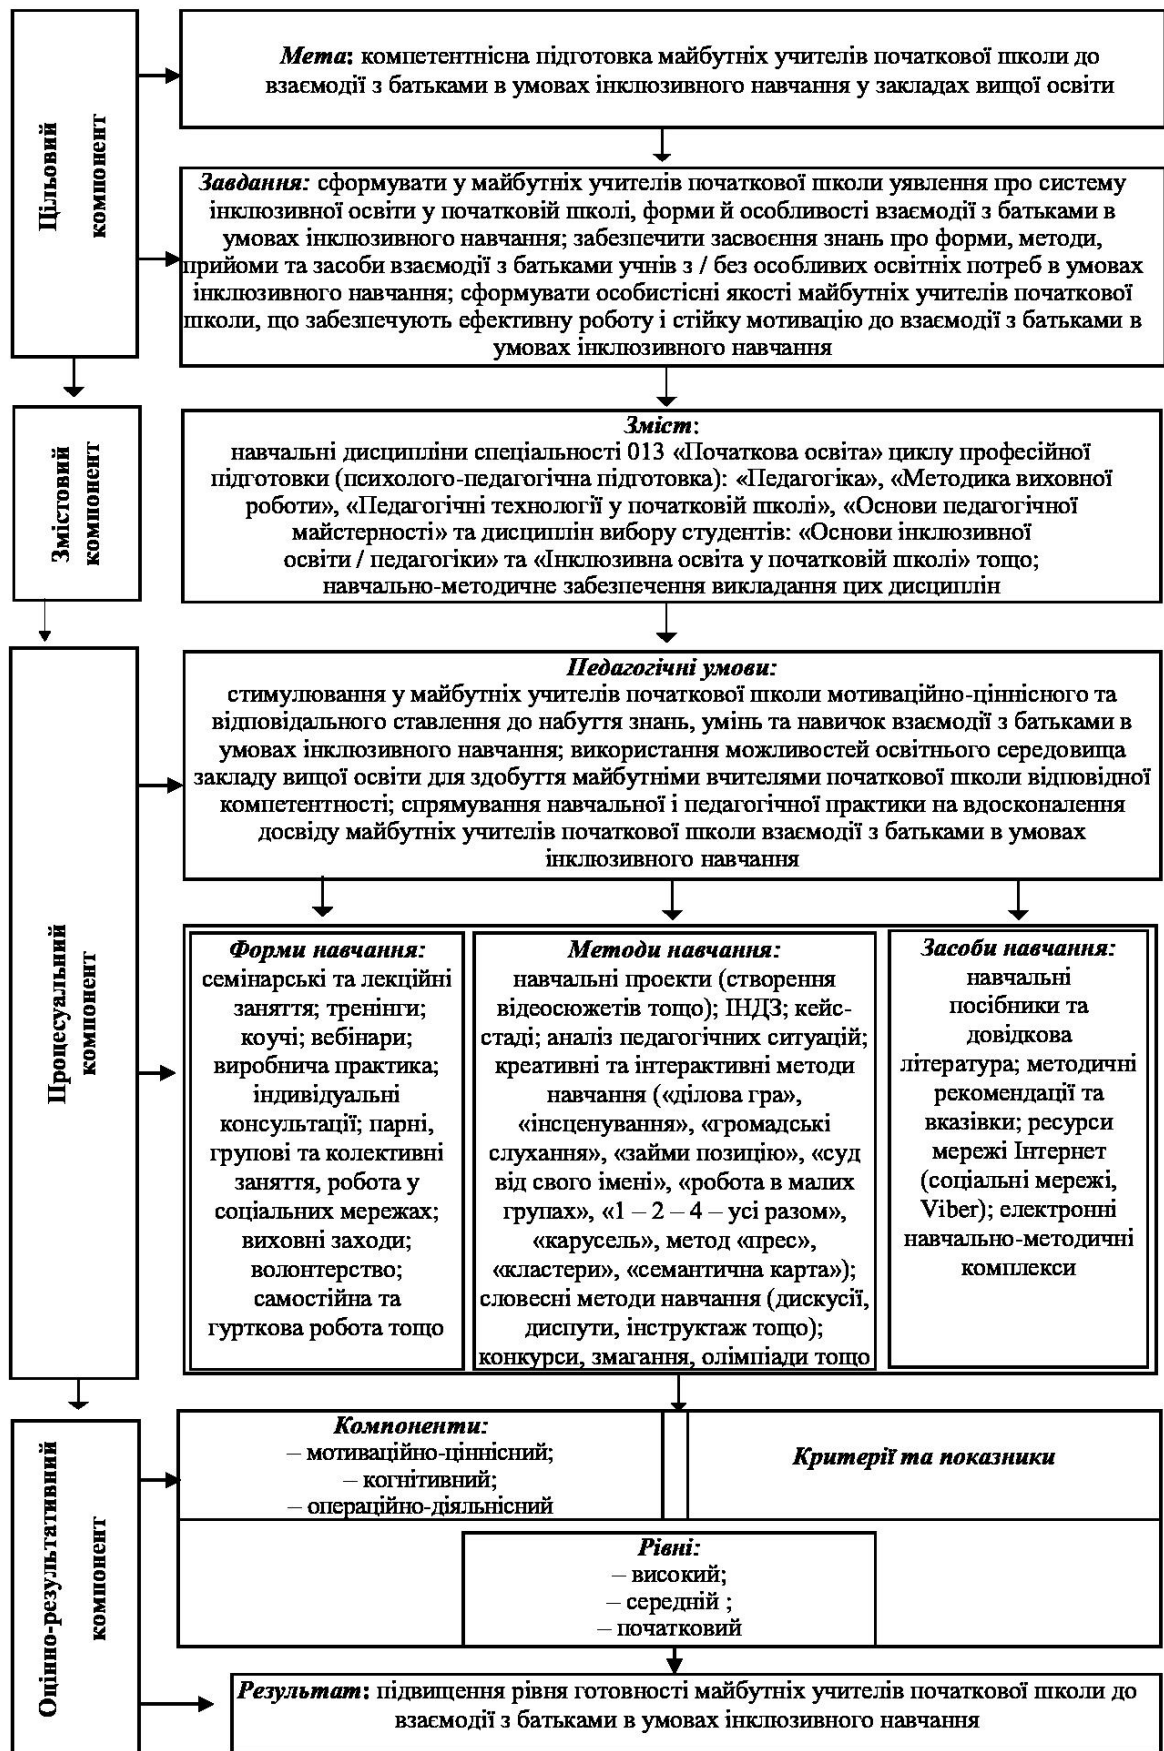 Цільовий
компонент
Мета: компетентнісна підготовка майбутніх учителів початкової школи до
взаємодії з батьками в умовах інклюзивного навчання у закладах вищої освіти
Завдання: сформувати у майбутніх учителів початкової школи уявлення про систему
інклюзивної освіти у початковій школі, форми й особливості взаємодії з батьками в
умовах інклюзивного навчання; забезпечити засвоєння знань про форми, методи,
прийоми та засоби взаємодії з батьками учнів з / без особливих освітніх потреб в умовах
інклюзивного навчання; сформувати особистісні якості майбутніх учителів початкової
школи, що забезпечують ефективну роботу і стійку мотивацію до взаємодії з батьками в
умовах інклюзивного навчання
Змістовий
компонент
Зміст:
навчальні дисципліни спеціальності 013 «Початкова освіта» циклу професійної
підготовки (психолого-педагогічна підготовка): «Педагогіка», «Методика виховної
роботи», «Педагогічні технології у початковій школі», «Основи педагогічної
майстерності» та дисциплін вибору студентів: «Основи інклюзивної
освіти / педагогіки» та «Інклюзивна освіта у початковій школі» тощо;
навчально-методичне забезпечення викладання цих дисциплін
Процесуальний
компонент
Педагогічні умови:
стимулювання у майбутніх учителів початкової школи мотиваційно-ціннісного та
відповідального ставлення до набуття знань, умінь та навичок взаємодії з батьками в
умовах інклюзивного навчання; використання можливостей освітнього середовища
закладу вищої освіти для здобуття майбутніми вчителями початкової школи відповідної
компетентності; спрямування навчальної і педагогічної практики на вдосконалення
досвіду майбутніх учителів початкової школи взаємодії з батьками в умовах
інклюзивного навчання
Форми навчання:
семінарські та лекційні
заняття; тренінги;
коучі; вебінари;
виробнича практика;
індивідуальні
консультації; парні,
групові та колективні
заняття, робота у
соціальних мережах;
виховні заходи;
волонтерство;
самостійна та
гурткова робота тощо
Методи навчання:
навчальні проекти (створення
відеосюжетів тощо); ІНДЗ; кейс-
стаді; аналіз педагогічних ситуацій;
креативні та інтерактивні методи
навчання («ділова гра»,
«інсценування», «громадські
слухання», «займи позицію», «суд
від свого імені», «робота в малих
групах», «1 – 2 – 4 – усі разом»,
«карусель», метод «прес»,
«кластери», «семантична карта»);
словесні методи навчання (дискусії,
диспути, інструктаж тощо);
конкурси, змагання, олімпіади тощо
Засоби навчання:
навчальні
посібники та
довідкова
література; методичні
рекомендації та
вказівки; ресурси
мережі Інтернет
(соціальні мережі,
Viber); електронні
навчально-методичні
комплекси
Оцінно-результативний
компонент
Компоненти:
– мотиваційно-ціннісний;
– когнітивний;
– операційно-діяльнісний
Критерії та показники
Рівні:
– високий;
– середній ;
– початковий
Результат: підвищення рівня готовності майбутніх учителів початкової школи до
взаємодії з батьками в умовах інклюзивного навчання